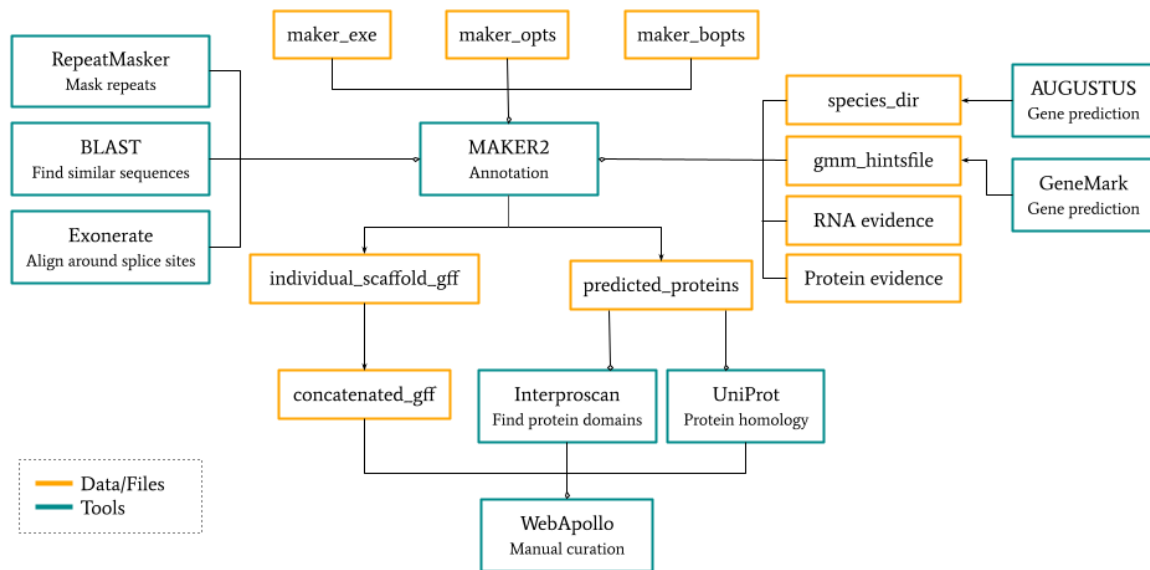 maker_exe
maker_opts
maker_bopts
RepeatMasker
Mask repeats
BLAST
Find similar sequences
Exonerate
Align around splice sites
MAKER2
Annotation
species_dir
gmm_hintsfile
RNA evidence
Protein evidence
AUGUSTUS
Gene prediction
GeneMark
Gene prediction
individual_scaffold_gff
predicted_proteins
concatenated_gff
Interproscan
Find protein domains
UniProt
Protein homology
Data/Files
Tools
WebApollo
Manual curation